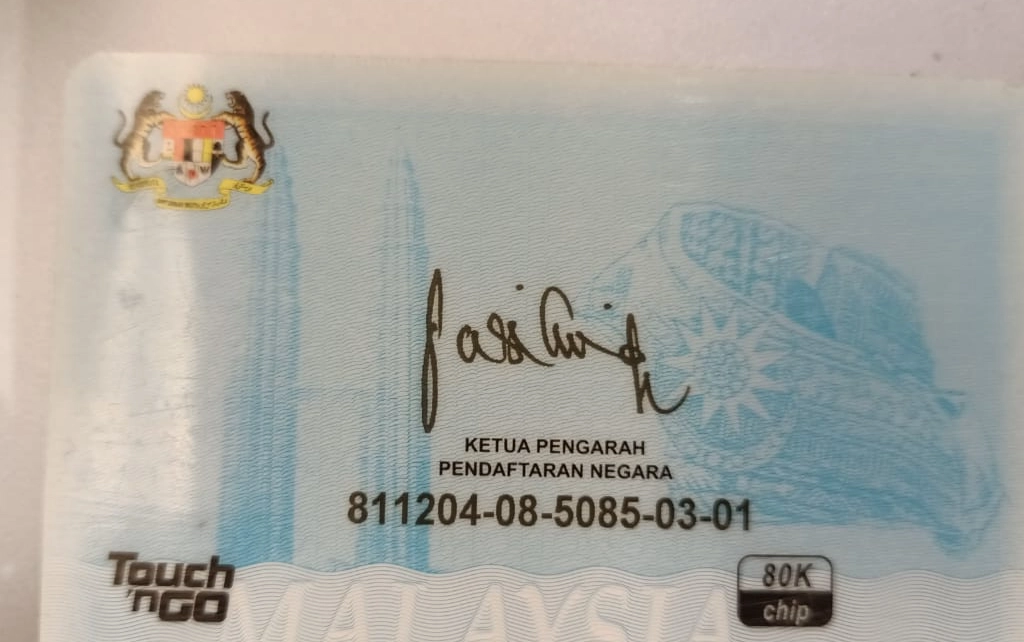 KETUA PENGARAH
PENDAFTARAN NEGARA
811204-08-5085-03-01
Touch
'nGO
80K
chip
MALAYSIA